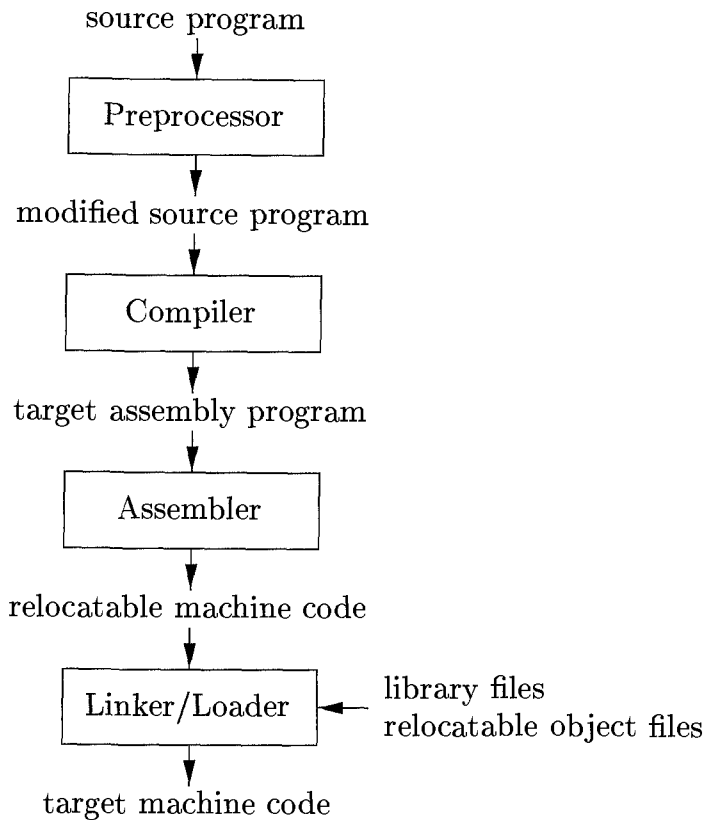 source program
Preprocessor
modified source program
Compiler
target assembly program
Assembler
relocatable machine code
Linker/Loader
library files
relocatable object files
target machine code